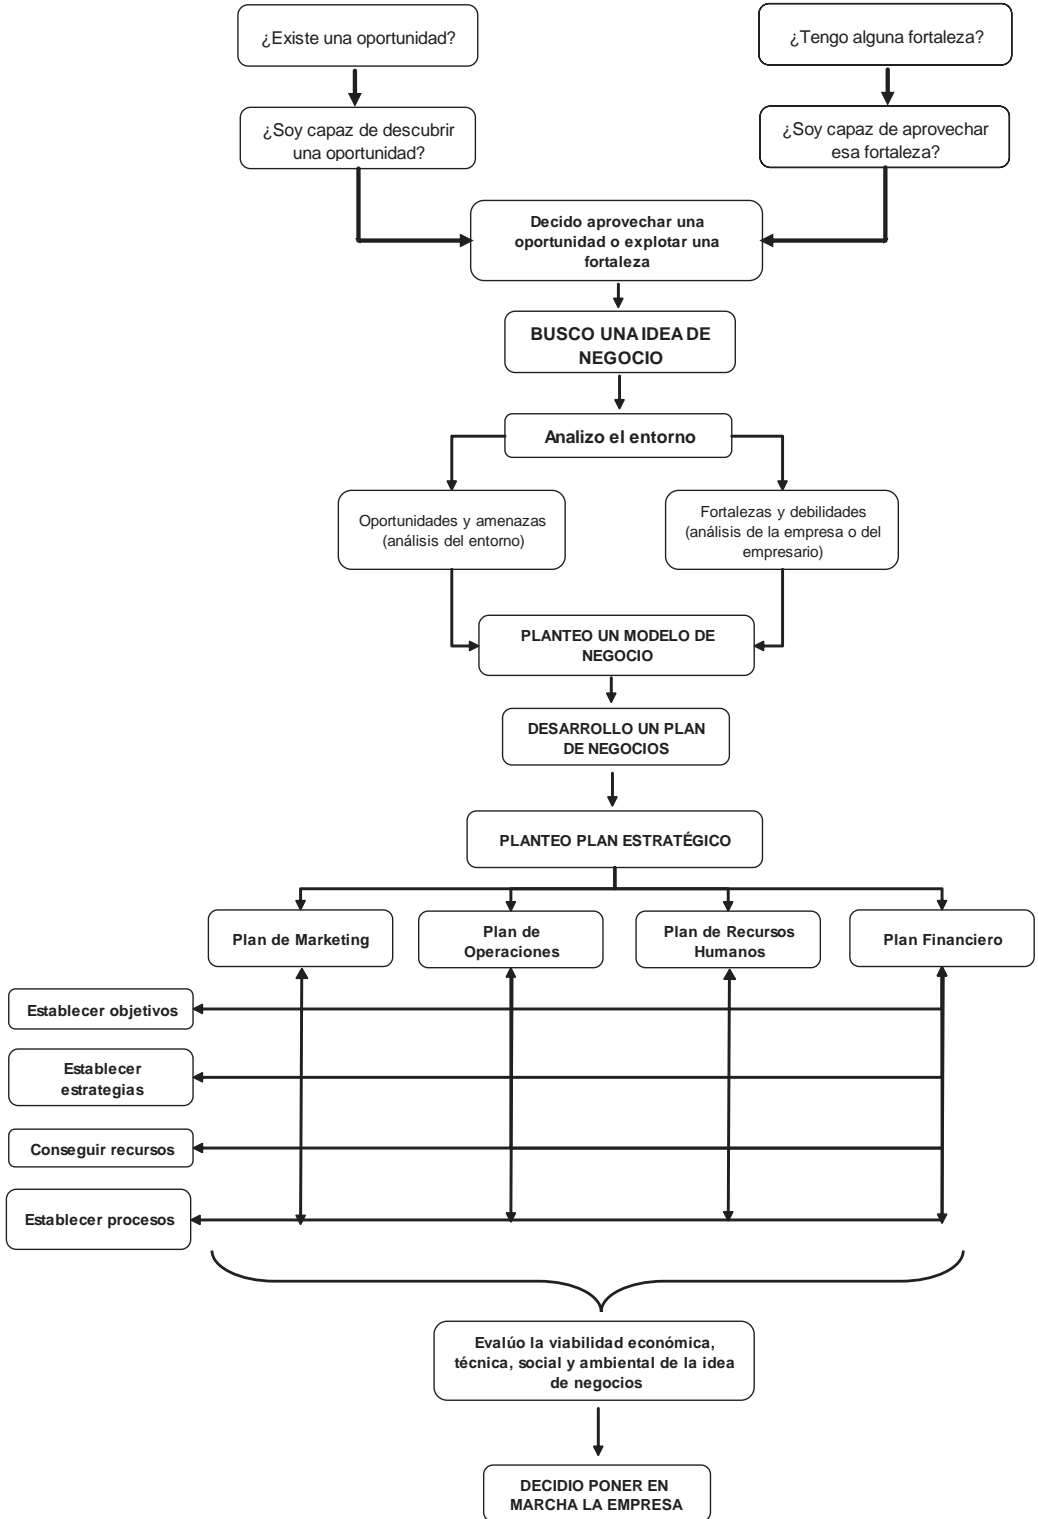 ¿Existe una oportunidad?
¿Tengo alguna fortaleza?
¿Soy capaz de descubrir
una oportunidad?
¿Soy capaz de aprovechar
esa fortaleza?
Decido aprovechar una
oportunidad o explotar una
fortaleza
BUSCO UNA IDEA DE
NEGOCIO
Analizo el entorno
Oportunidades y amenazas
(análisis del entorno)
Fortalezas y debilidades
(análisis de la empresa o del
empresario)
PLANTEO UN MODELO DE
NEGOCIO
DESARROLLO UN PLAN
DE NEGOCIOS
PLANTEO PLAN ESTRATÉGICO
Plan de Marketing
Plan de
Operaciones
Plan de Recursos
Humanos
Plan Financiero
Establecer objetivos
Establecer
estrategias
Conseguir recursos
Establecer procesos
Evalúo la viabilidad económica,
técnica, social y ambiental de la idea
de negocios
DECIDIO PONER EN
MARCHA LA EMPRESA